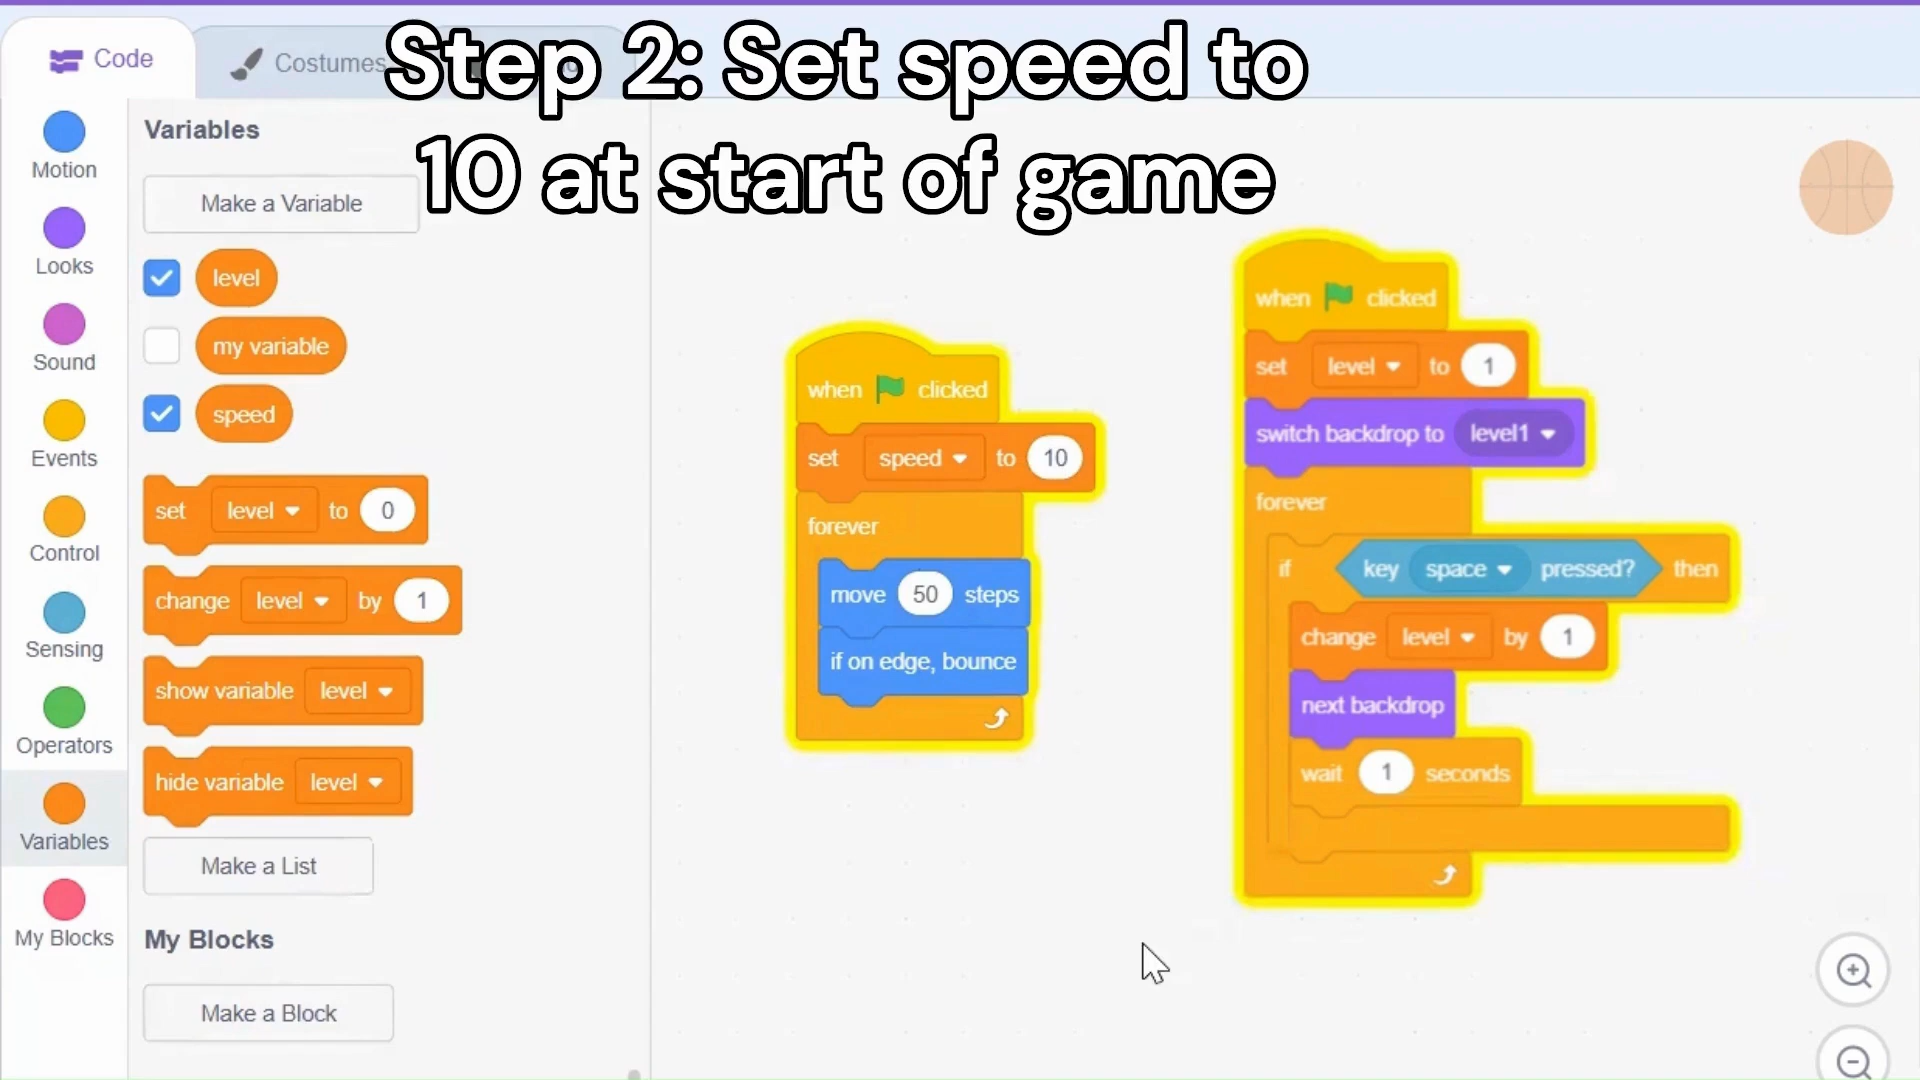 Step 2: Set speed to
10 at start of game
Code
Costumes
Motion
Looks
Sound
Events
Control
Sensing
Operators
Variables
My Blocks
Variables
Make a Variable
level
my variable
speed
set level to 0
change level by 1
show variable level
hide variable level
Make a List
My Blocks
Make a Block
when clicked
set speed to 10
forever
move 50 steps
if on edge, bounce
when clicked
set level to 1
switch backdrop to level1
forever
if key space pressed? then
change level by 1
next backdrop
wait 1 seconds